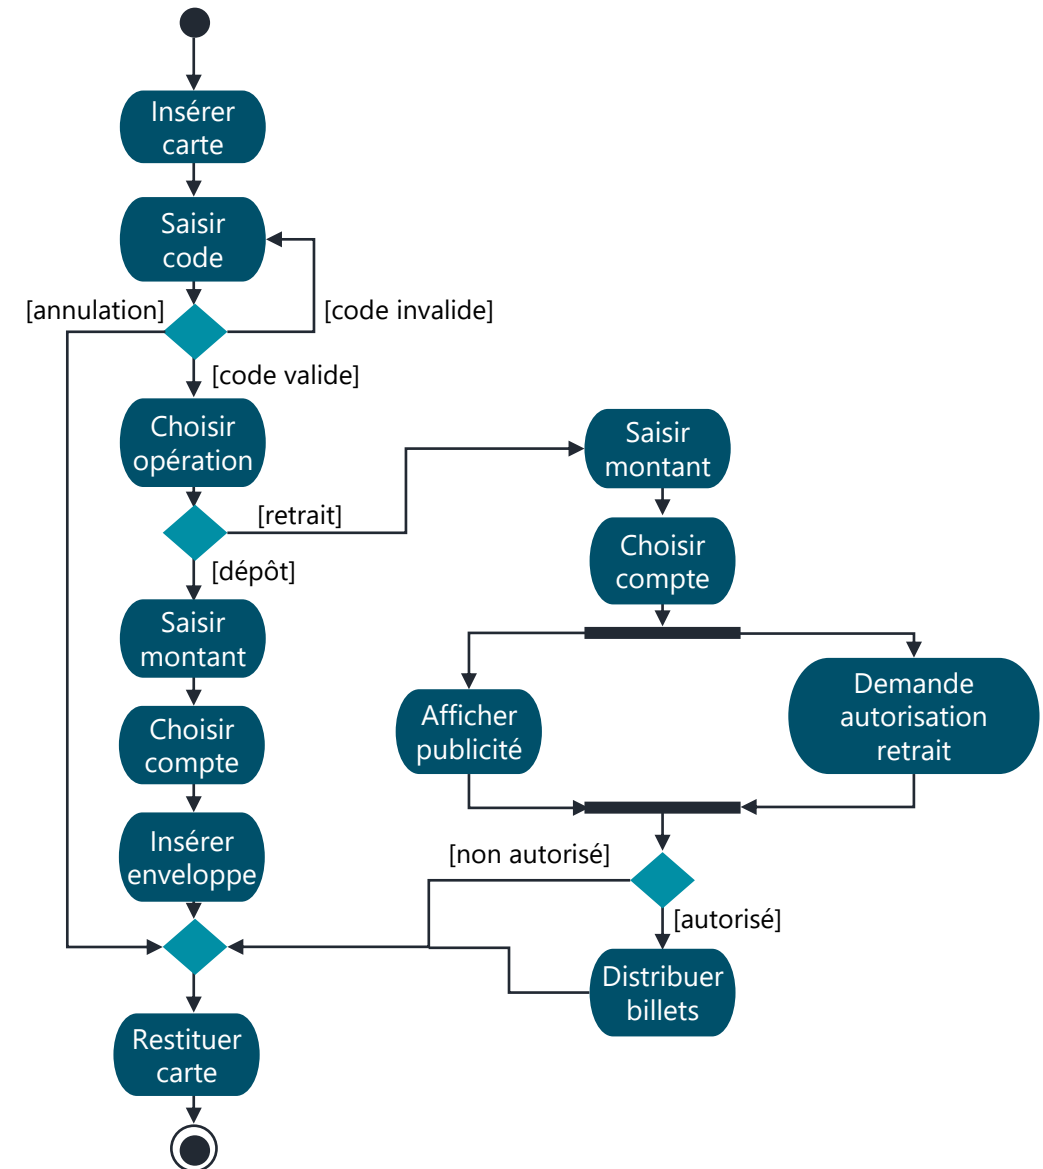 Insérer
carte
Saisir
code
[annulation]
[code invalide]
[code valide]
Choisir
opération
[retrait]
[dépôt]
Saisir
montant
Choisir
compte
Insérer
enveloppe
Saisir
montant
Choisir
compte
Afficher
publicité
Demande
autorisation
retrait
[non autorisé]
[autorisé]
Distribuer
billets
Restituer
carte